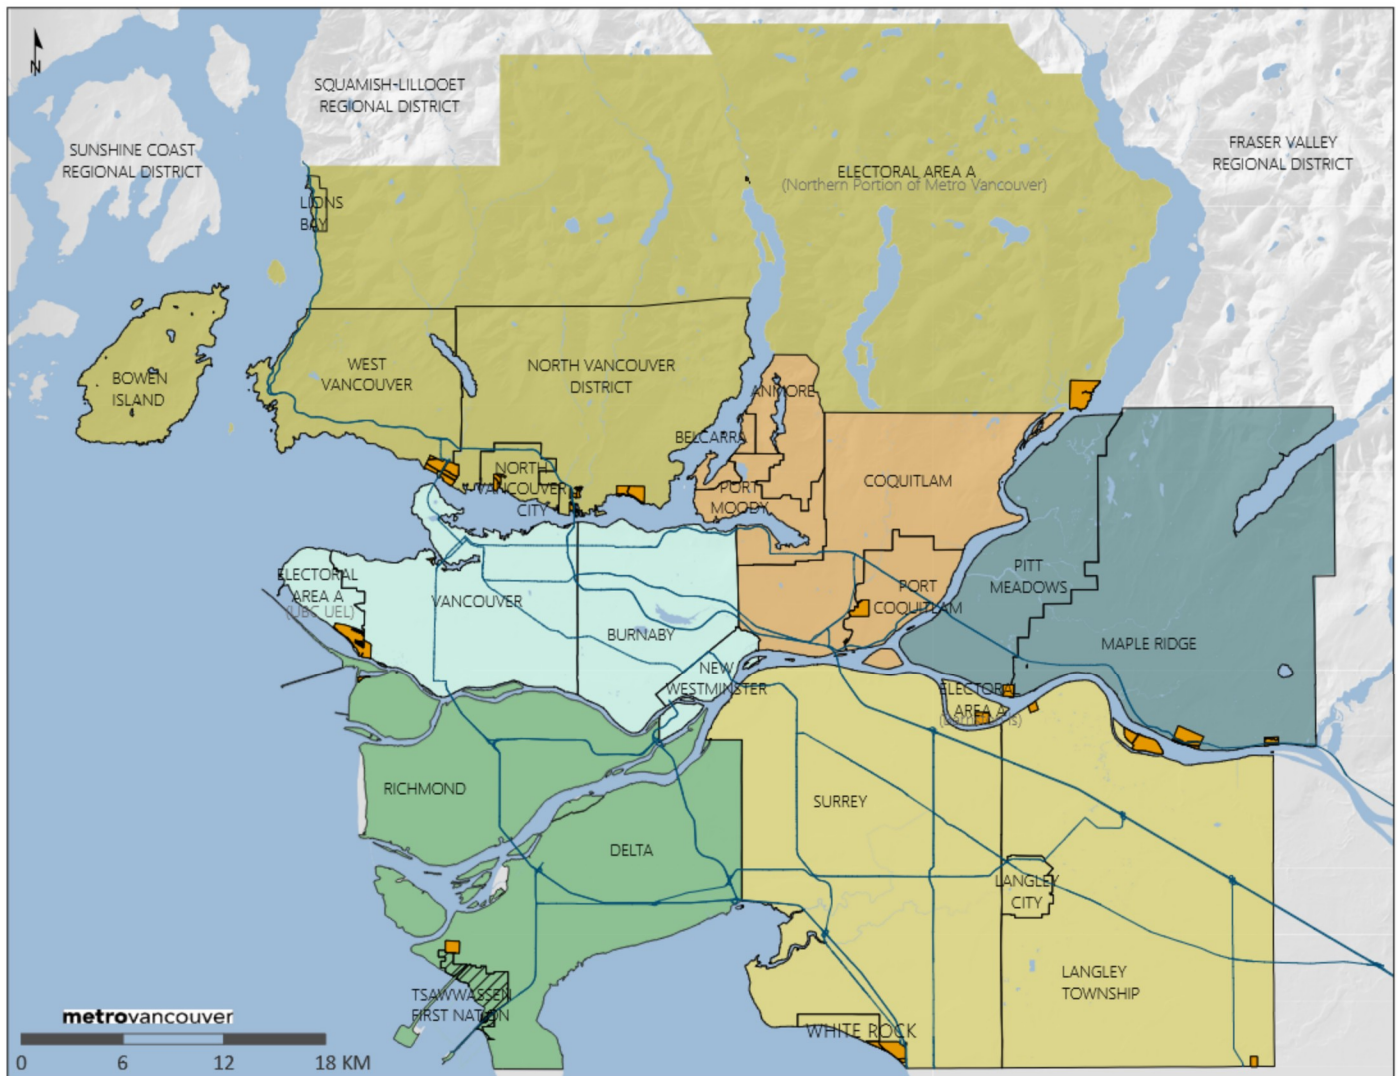 N
SQUAMISH-LILLOOET
REGIONAL DISTRICT
SUNSHINE COAST
REGIONAL DISTRICT
FRASER VALLEY
REGIONAL DISTRICT
ELECTORAL AREA A
(Northern Portion of Metro Vancouver)
LIONS
BAY
BOWEN
ISLAND
WEST
VANCOUVER
NORTH VANCOUVER
DISTRICT
ANMORE
BELCARRA
NORTH
VANCOUVER
CITY
PORT
MOODY
COQUITLAM
ELECTORAL
AREA A
(UBC UEL)
VANCOUVER
BURNABY
PORT
COQUITLAM
PITT
MEADOWS
MAPLE RIDGE
NEW
WESTMINSTER
ELECTORAL
AREA A
RICHMOND
SURREY
DELTA
LANGLEY
CITY
LANGLEY
TOWNSHIP
TSAWWASSEN
FIRST NATION
WHITE ROCK
metrovancouver
0 6 12 18 KM